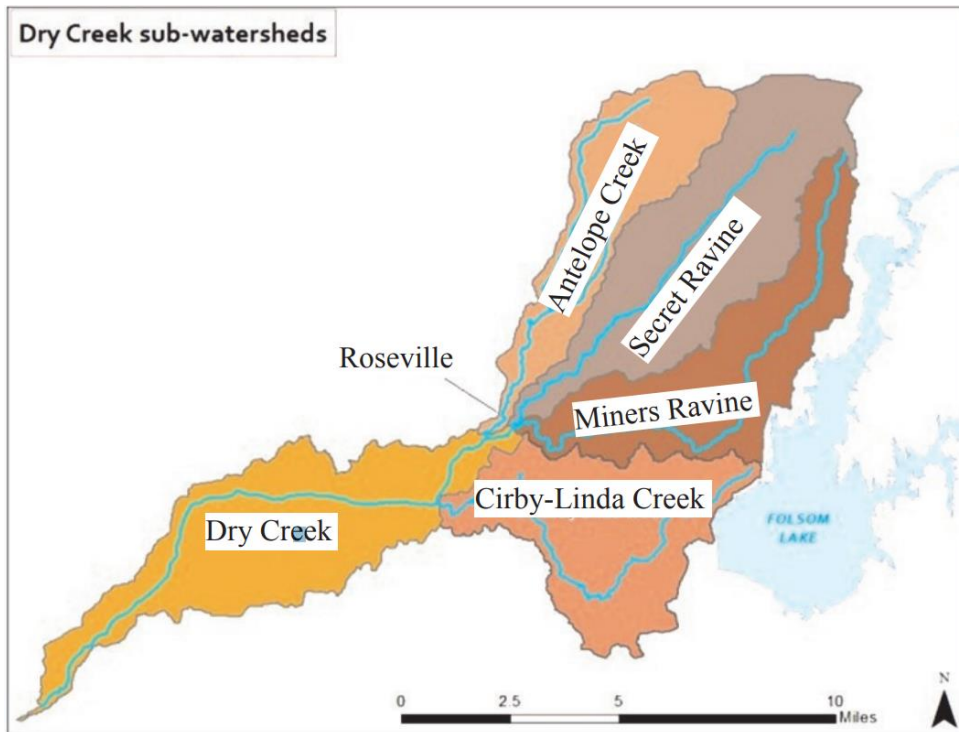 Dry Creek sub-watersheds
Antelope Creek
Secret Ravine
Roseville
Miners Ravine
Cirby-Linda Creek
Dry Creek
FOLSOM
LAKE
N
0 2.5 5 10
Miles